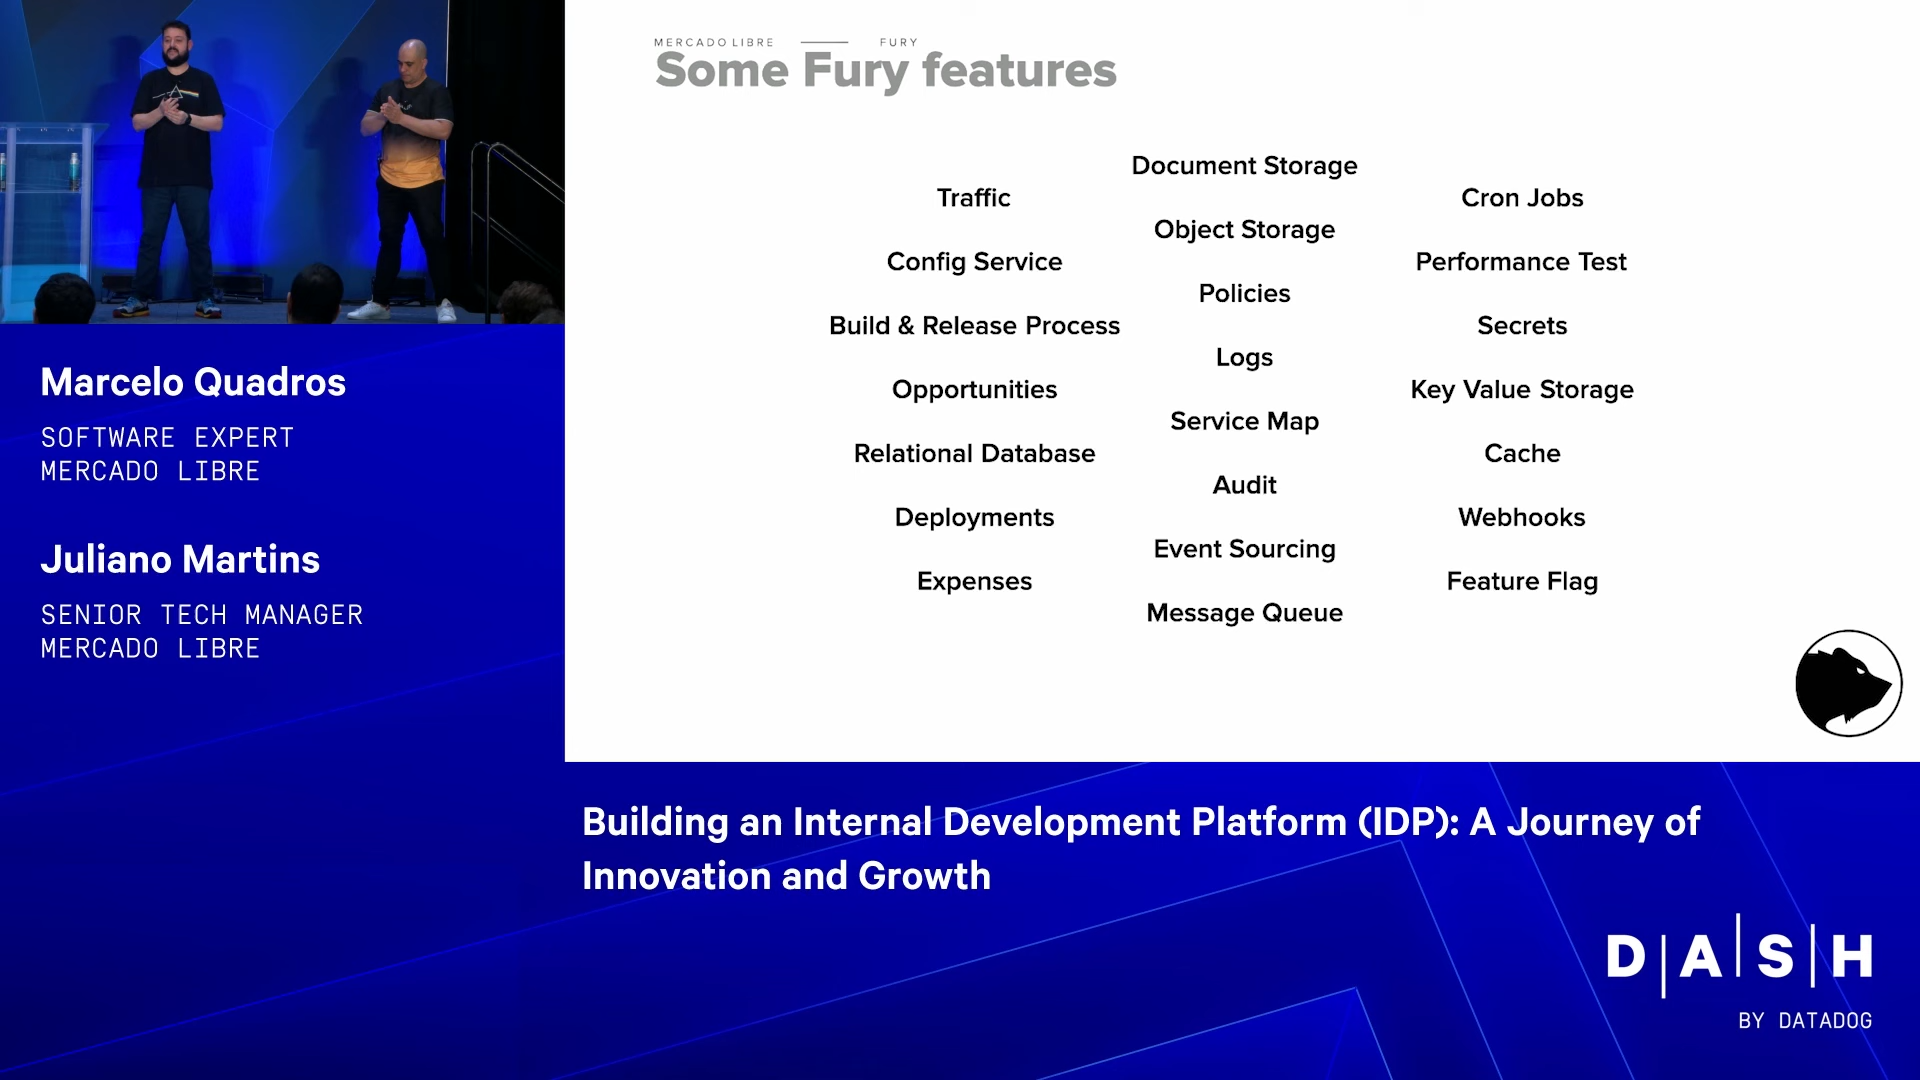 Marcelo Quadros
SOFTWARE EXPERT
MERCADO LIBRE
Juliano Martins
SENIOR TECH MANAGER
MERCADO LIBRE
MERCADO LIBRE FURY
Some Fury features
Traffic
Config Service
Build & Release Process
Opportunities
Relational Database
Deployments
Expenses
Document Storage
Object Storage
Policies
Logs
Service Map
Audit
Event Sourcing
Message Queue
Cron Jobs
Performance Test
Secrets
Key Value Storage
Cache
Webhooks
Feature Flag
Building an Internal Development Platform (IDP): A Journey of
Innovation and Growth
D|A|S|H
BY DATADOG